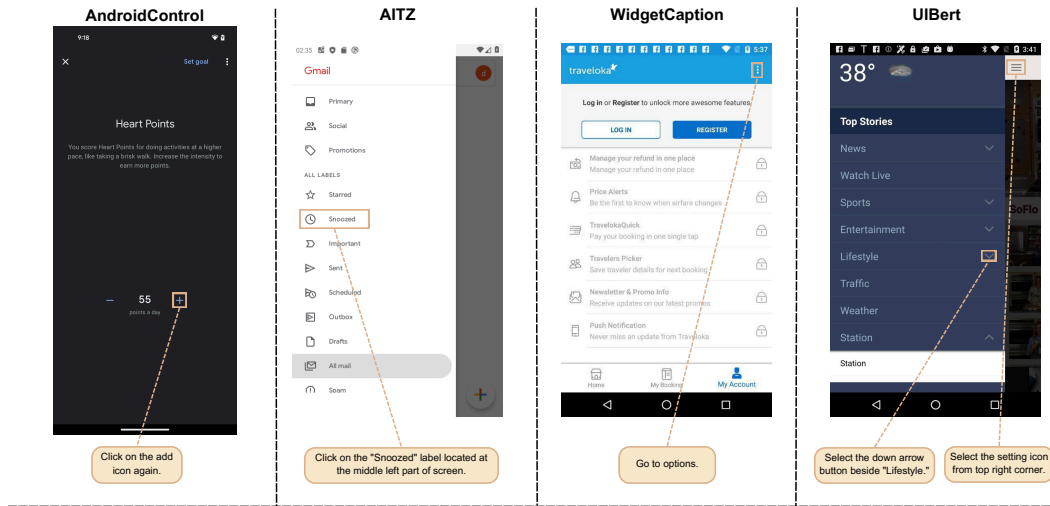 AndroidControl
AITZ
WidgetCaption
UIBert
9:18
Set goal
Heart Points
You score Heart Points for doing activities at a higher
pace, like taking a brisk walk. Increase the intensity to
earn more points.
55
points a day
Click on the add
icon again.
02:35
Gmail
d
Primary
Social
Promotions
ALL LABELS
Starred
Snoozed
Important
Sent
Scheduled
Outbox
Drafts
All mail
Spam
Click on the "Snoozed" label located at
the middle left part of screen.
5:37
traveloka
Log in or Register to unlock more awesome features.
LOG IN
REGISTER
Manage your refund in one place
Manage your refund in one place
Price Alerts
Be the first to know when airfare changes
TravelokaQuick
Pay your booking in one single tap
Travelers Picker
Save traveler details for next booking
Newsletter & Promo Info
Receive updates on our latest promos
Push Notification
Never miss an update from Traveloka
Home
My Booking
My Account
Go to options.
3:41
38°
Top Stories
News
Watch Live
Sports
SoFlo
Entertainment
Lifestyle
Traffic
Weather
Station
Station
Select the down arrow
button beside "Lifestyle."
Select the setting icon
from top right corner.